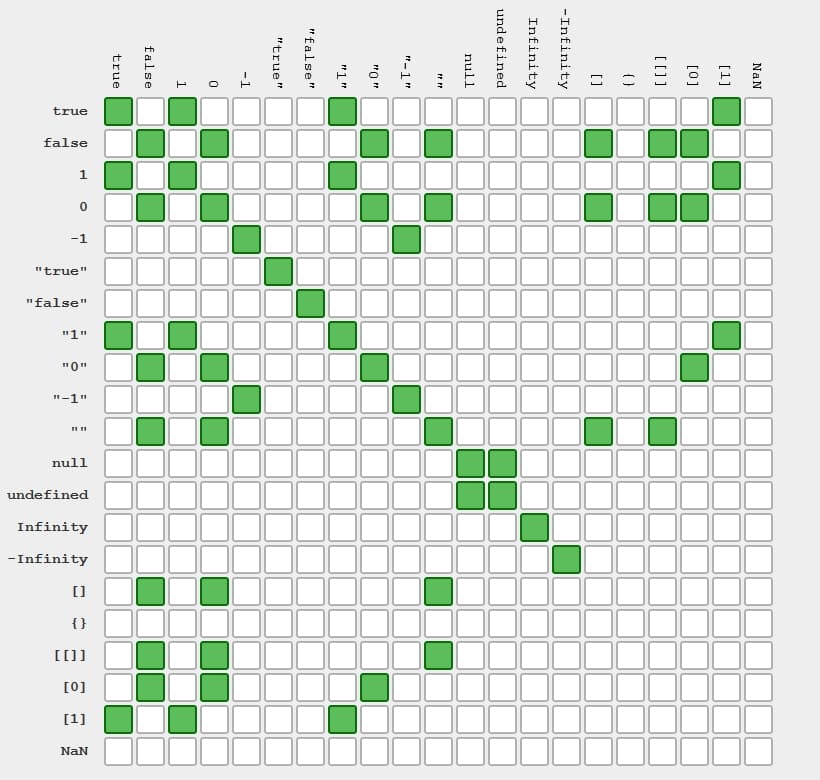 true
false
1
0
-1
"true"
"false"
"1"
"0"
"-1"
""
null
undefined
Infinity
-Infinity
[]
{}
[[]]
[0]
[1]
NaN
true
false
1
0
-1
"true"
"false"
"1"
"0"
"-1"
""
null
undefined
Infinity
-Infinity
[]
{}
[[]]
[0]
[1]
NaN